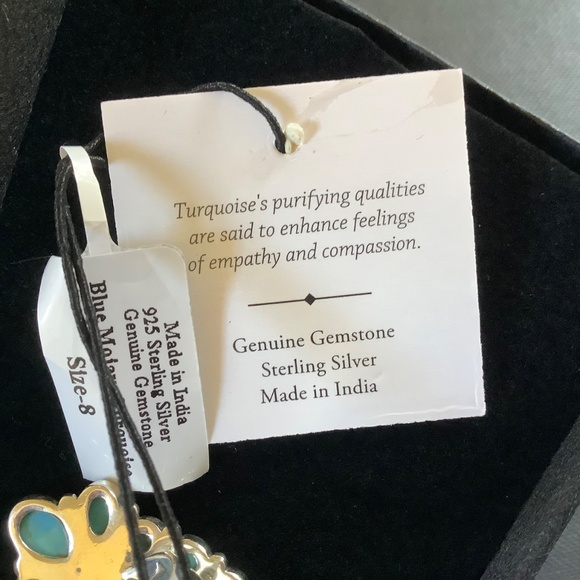 Turquoise's purifying qualities
are said to enhance feelings
of empathy and compassion.
Genuine Gemstone
Sterling Silver
Made in India
Made in India
925 Sterling Silver
Genuine Gemstone
Blue
Size-8